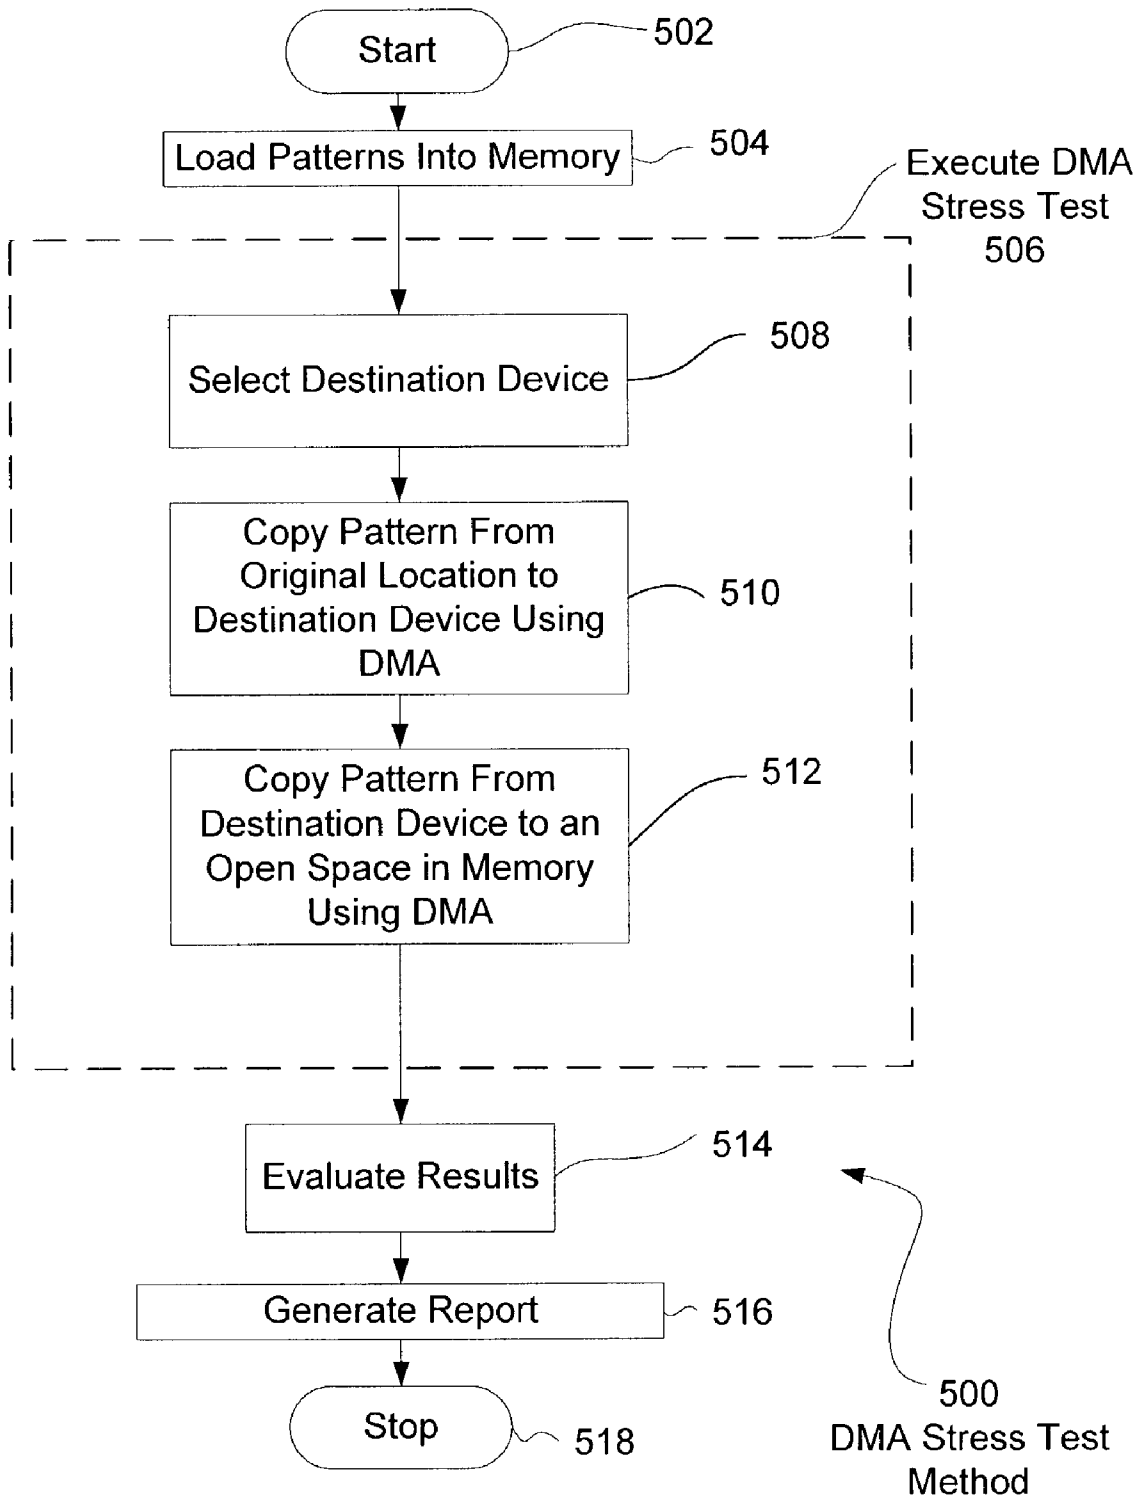 Start
502
Load Patterns Into Memory
504
Execute DMA
Stress Test
506
Select Destination Device
508
Copy Pattern From
Original Location to
Destination Device Using
DMA
510
Copy Pattern From
Destination Device to an
Open Space in Memory
Using DMA
512
Evaluate Results
514
Generate Report
516
Stop
518
500
DMA Stress Test
Method